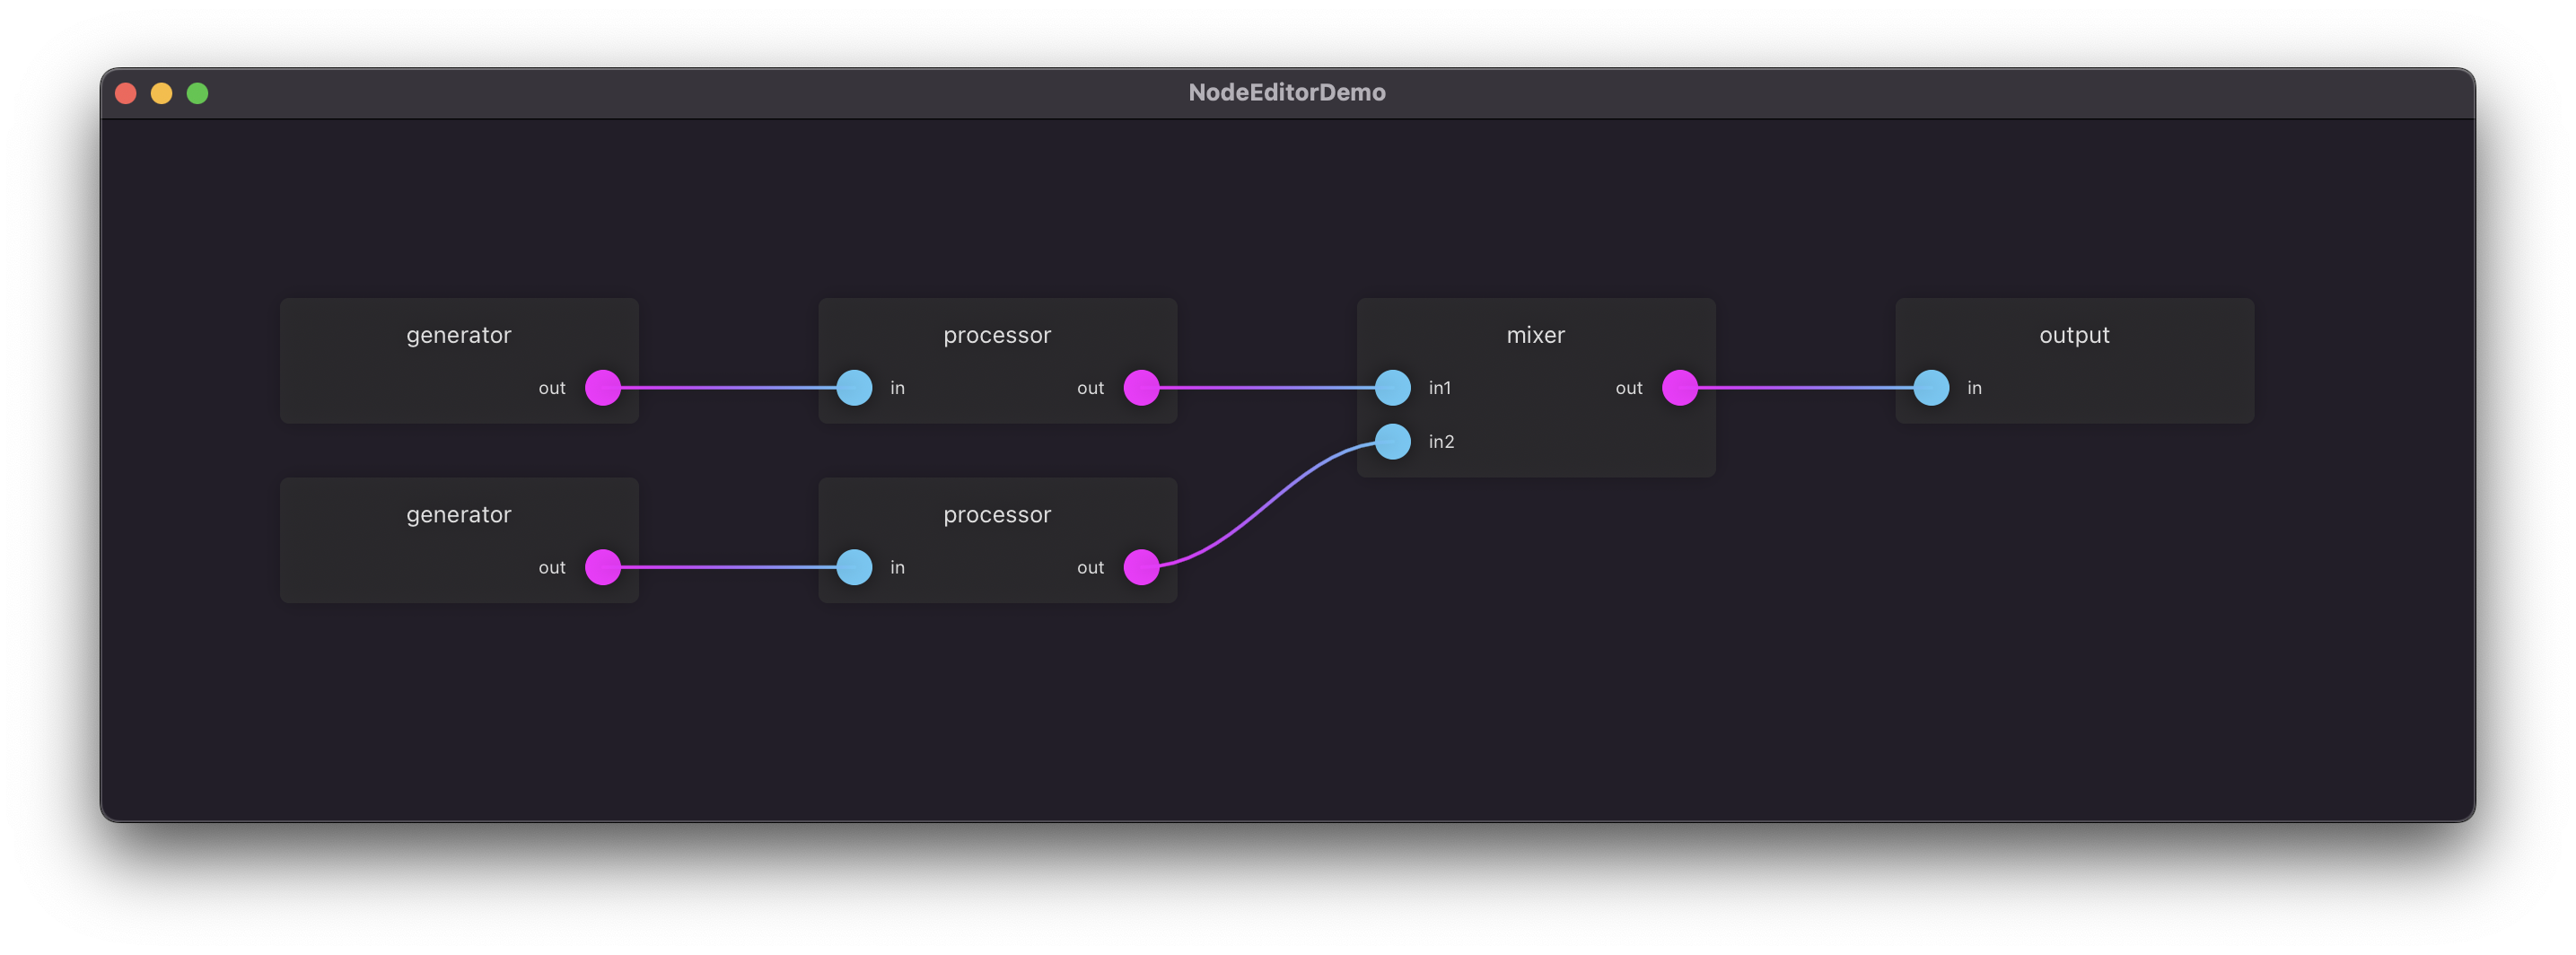 NodeEditorDemo
generator
out
processor
in out
mixer
in1 out
in2
output
in
generator
out
processor
in out